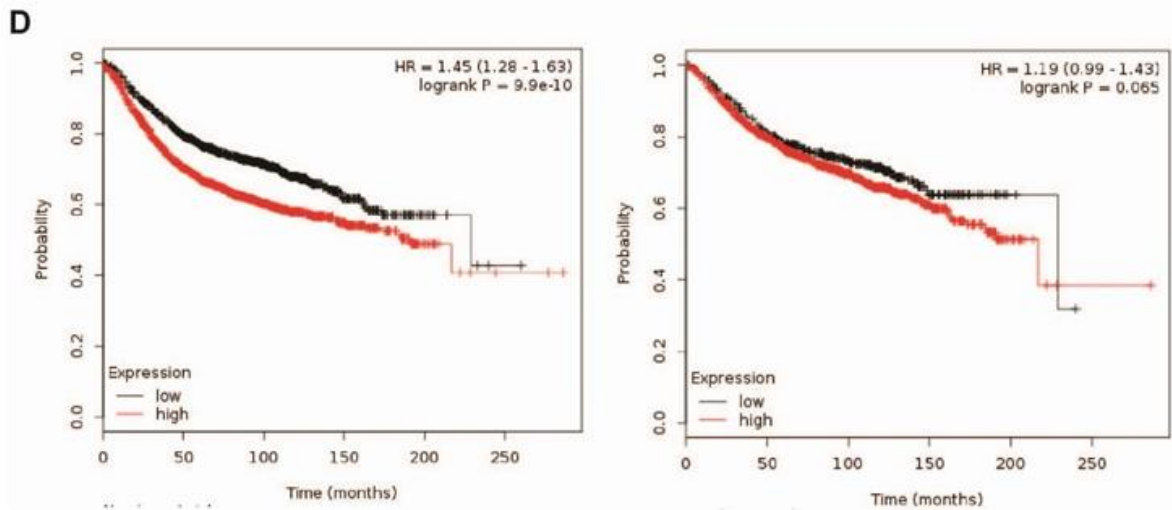 D
HR = 1.45 (1.28 - 1.63)
logrank P = 9.9e-10
Probability
1.0
0.8
0.6
0.4
0.2
0.0
Expression
low
high
0 50 100 150 200 250
Time (months)
HR = 1.19 (0.99 - 1.43)
logrank P = 0.065
Probability
1.0
0.8
0.6
0.4
0.2
0.0
Expression
low
high
0 50 100 150 200 250
Time (months)